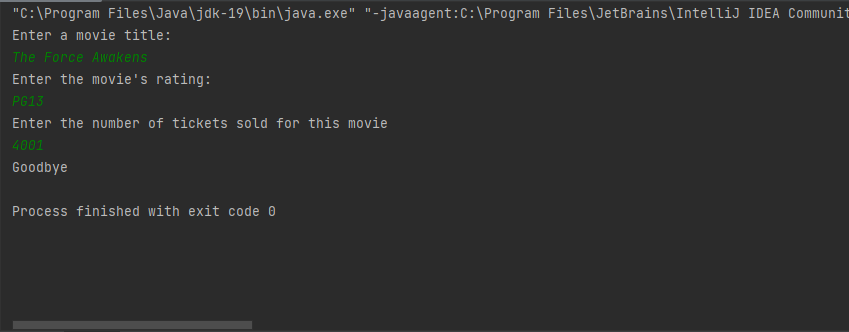 "C:\Program Files\Java\jdk-19\bin\java.exe" "-javaagent:C:\Program Files\JetBrains\IntelliJ IDEA Communit
Enter a movie title:
The Force Awakens
Enter the movie's rating:
PG13
Enter the number of tickets sold for this movie
4001
Goodbye
Process finished with exit code 0